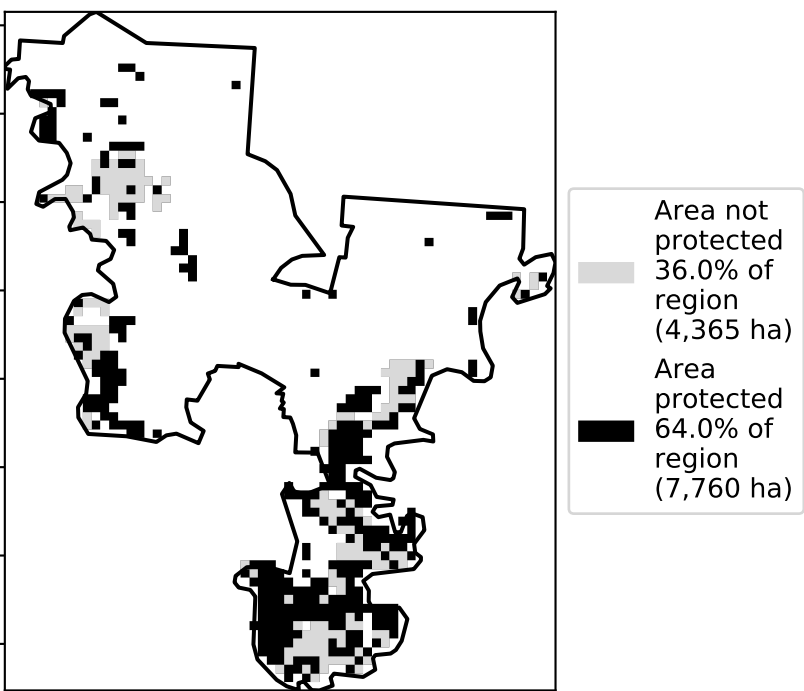 Area not
protected
36.0% of
region
(4,365 ha)
Area
protected
64.0% of
region
(7,760 ha)